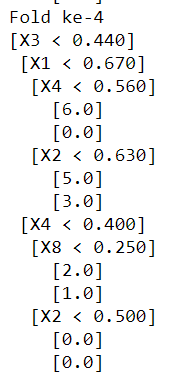 Fold ke-4
[X3 < 0.440]
 [X1 < 0.670]
  [X4 < 0.560]
    [6.0]
    [0.0]
  [X2 < 0.630]
    [5.0]
    [3.0]
 [X4 < 0.400]
  [X8 < 0.250]
    [2.0]
    [1.0]
  [X2 < 0.500]
    [0.0]
    [0.0]